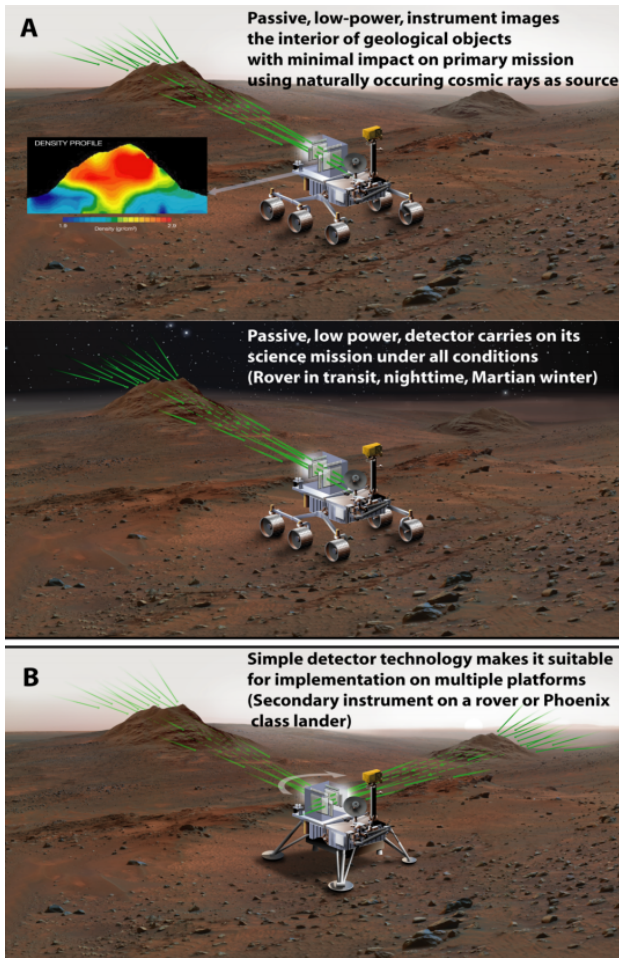 A
Passive, low-power, instrument images
the interior of geological objects
with minimal impact on primary mission
using naturally occuring cosmic rays as source
DENSITY PROFILE
1.8
Density (gr/cm³)
2.8
Passive, low power, detector carries on its
science mission under all conditions
(Rover in transit, nighttime, Martian winter)
B
Simple detector technology makes it suitable
for implementation on multiple platforms
(Secondary instrument on a rover or Phoenix
class lander)